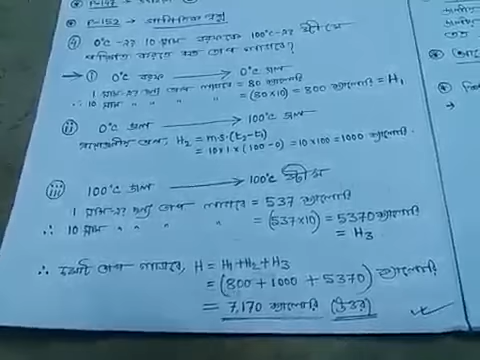 P-152 → গাণিতিক প্রশ্ন
0°C -এর 10 গ্রাম বরফকে 100°C -এর স্টীমে
পরিণত করতে কত তাপ লাগবে?
→ (i) 0°C বরফ → 0°C জল
1 গ্রাম-এর জন্য তাপ লাগবে = 80 ক্যালোরি
∴ 10 গ্রাম " " " " = (80×10) = 800 ক্যালোরি = H₁
(ii) 0°C জল → 100°C জল
প্রয়োজনীয় তাপ, H₂ = m.s.(t₂-t₁)
= 10×1×(100-0) = 10×100 = 1000 ক্যালোরি.
(iii) 100°C জল → 100°C স্টীম
1 গ্রাম-এর জন্য তাপ লাগবে = 537 ক্যালোরি
∴ 10 গ্রাম " " " " = (537×10) = 5370 ক্যালোরি
= H₃
∴ মোট তাপ লাগবে, H = H₁+H₂+H₃
= (800 + 1000 + 5370) ক্যালোরি
= 7,170 ক্যালোরি (উত্তর)